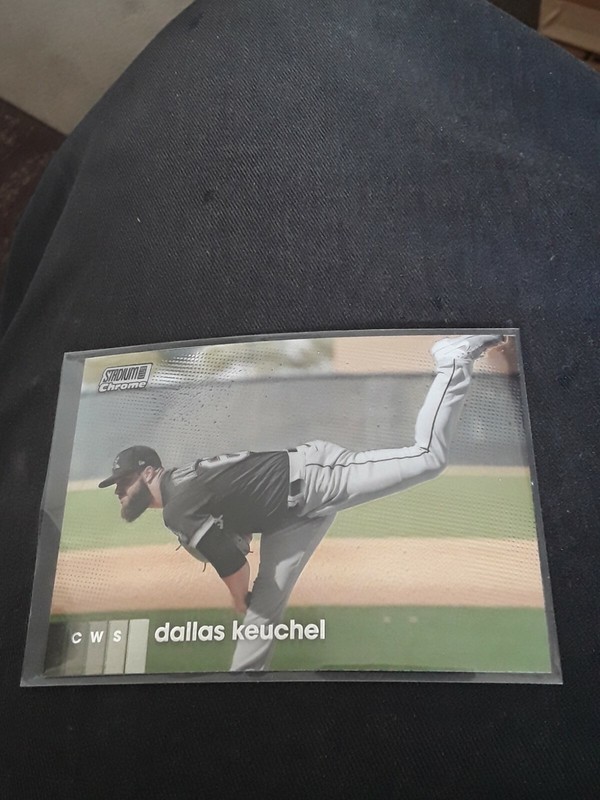 STADIUM
Chrome
C W S
dallas keuchel